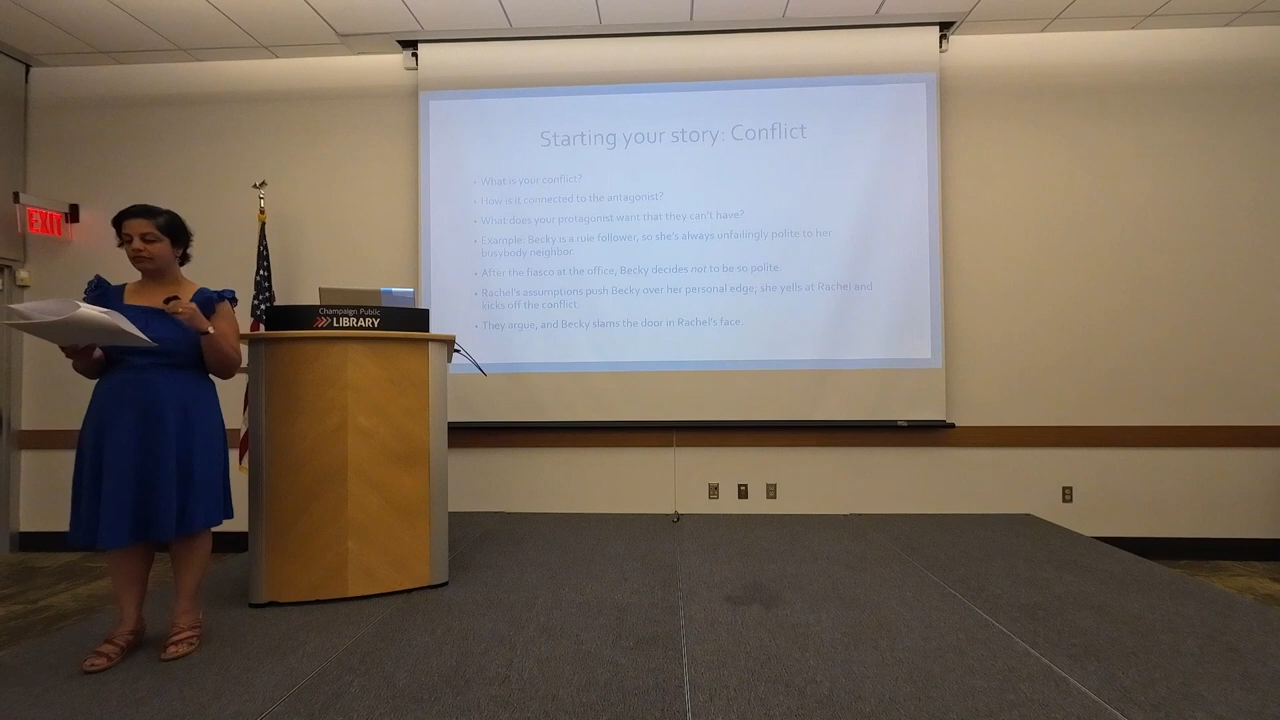 Starting your story: Conflict
• What is your conflict?
• How is it connected to the antagonist?
• What does your protagonist want that they can't have?
• Example: Becky is a rule follower, so she's always unfailingly polite to her
busybody neighbor.
• After the fiasco at the office, Becky decides not to be so polite.
• Rachel's assumptions push Becky over her personal edge; she yells at Rachel and
kicks off the conflict.
• They argue, and Becky slams the door in Rachel's face.
EXIT
Champaign Public
LIBRARY